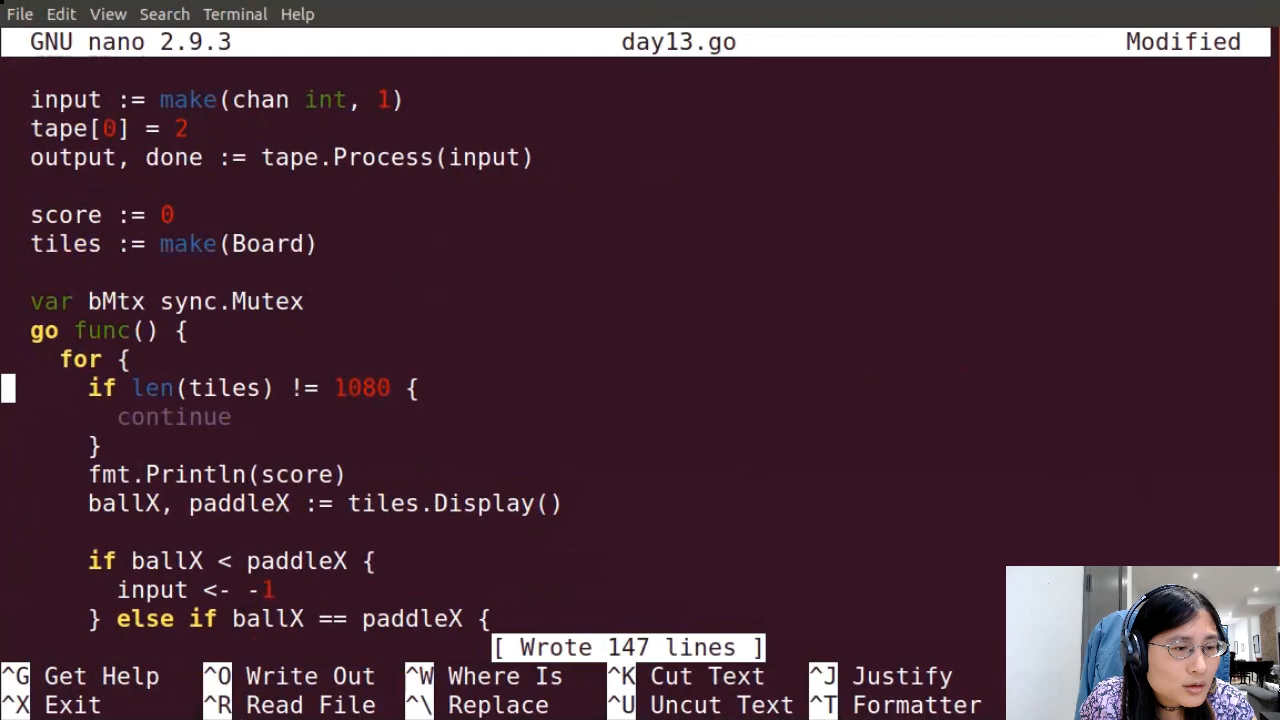 File Edit View Search Terminal Help
GNU nano 2.9.3 day13.go Modified
input := make(chan int, 1)
tape[0] = 2
output, done := tape.Process(input)
score := 0
tiles := make(Board)
var bMtx sync.Mutex
go func() {
for {
if len(tiles) != 1080 {
continue
}
fmt.Println(score)
ballX, paddleX := tiles.Display()
if ballX < paddleX {
input <- -1
} else if ballX == paddleX {
[ Wrote 147 lines ]
^G Get Help ^O Write Out ^W Where Is ^K Cut Text ^J Justify
^X Exit ^R Read File ^\ Replace ^U Uncut Text ^T Formatter